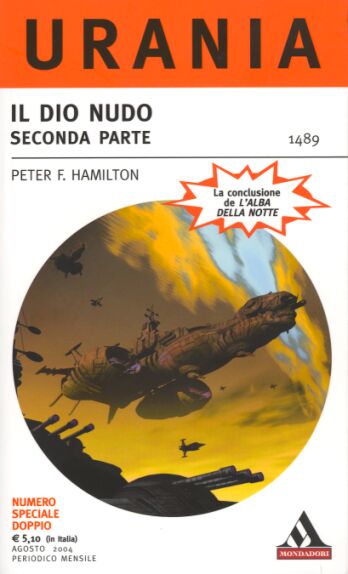 URANIA
IL DIO NUDO
SECONDA PARTE
1489
PETER F. HAMILTON
La conclusione
de L'ALBA
DELLA NOTTE
NUMERO
SPECIALE
DOPPIO
€ 5,10 (in Italia)
AGOSTO 2004
PERIODICO MENSILE
MONDADORI